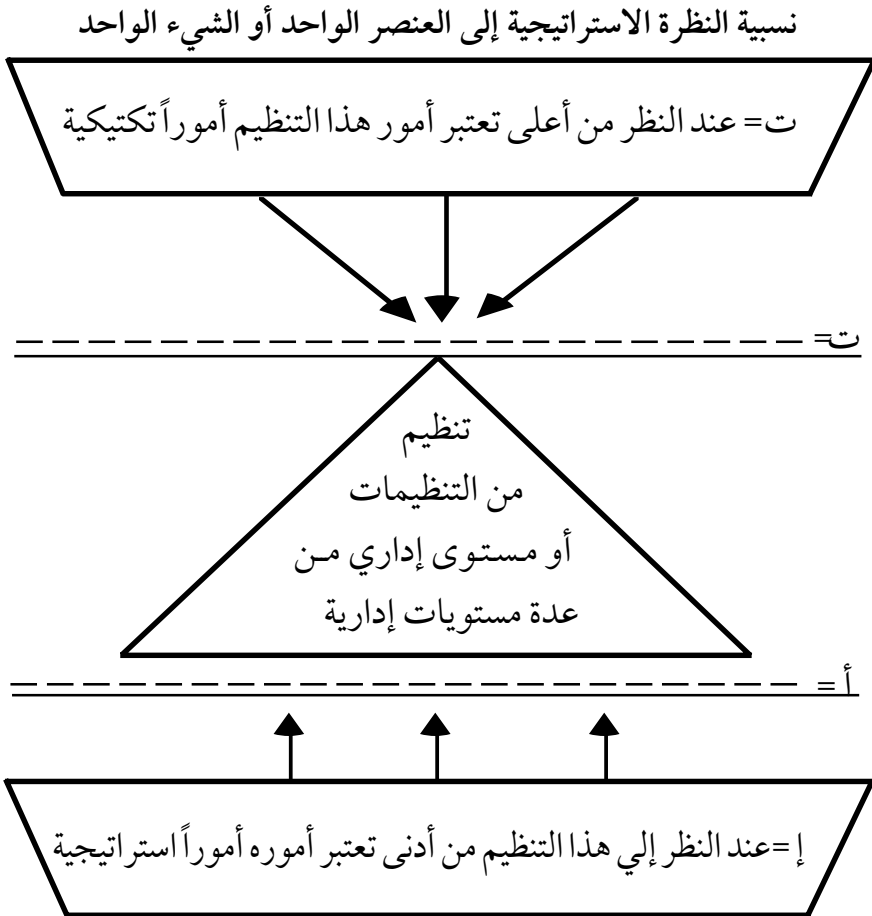 نسبية النظرة الاستراتيجية إلى العنصر الواحد أو الشيء الواحد
ت= عند النظر من أعلى تعتبر أمور هذا التنظيم أموراً تكتيكية
ت=
تنظيم
من التنظيمات
أو مستوى إداري من
عدة مستويات إدارية
أ =
إ =عند النظر إلي هذا التنظيم من أدنى تعتبر أموره أموراً استراتيجية